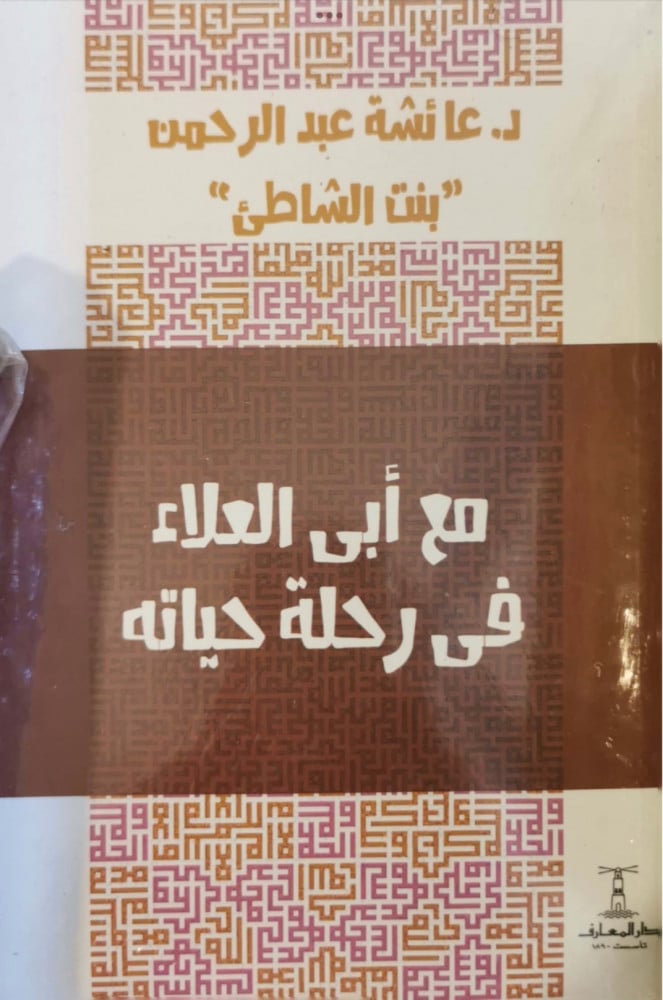 د. عائشة عبد الرحمن
"بنت الشاطئ"
مع أبى العلاء
فى رحلة حياته
دار المعارف
تأسست ١٨٩٠